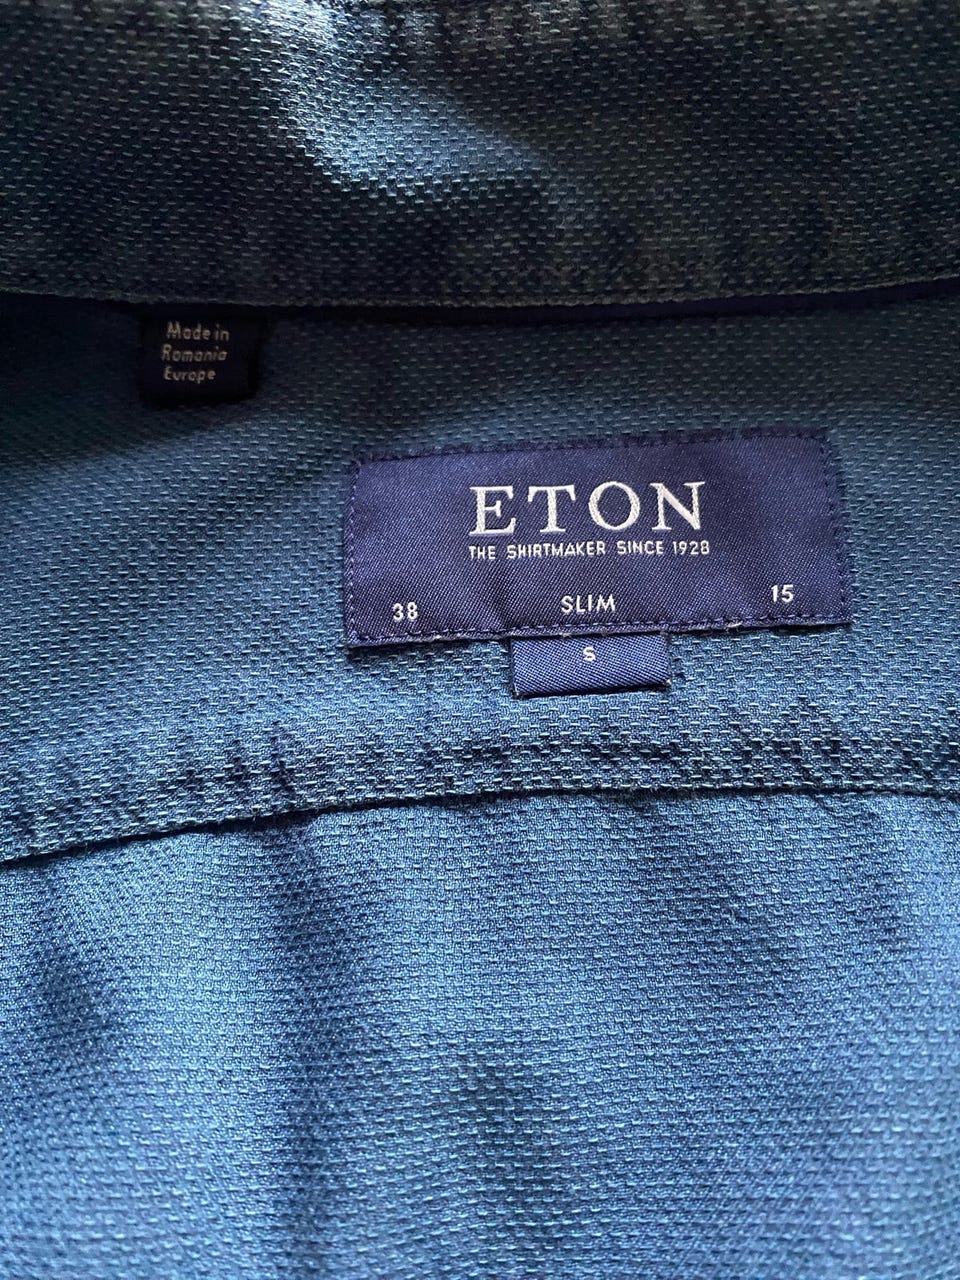 Made in
Romania
Europe
ETON
THE SHIRTMAKER SINCE 1928
38 SLIM 15
S